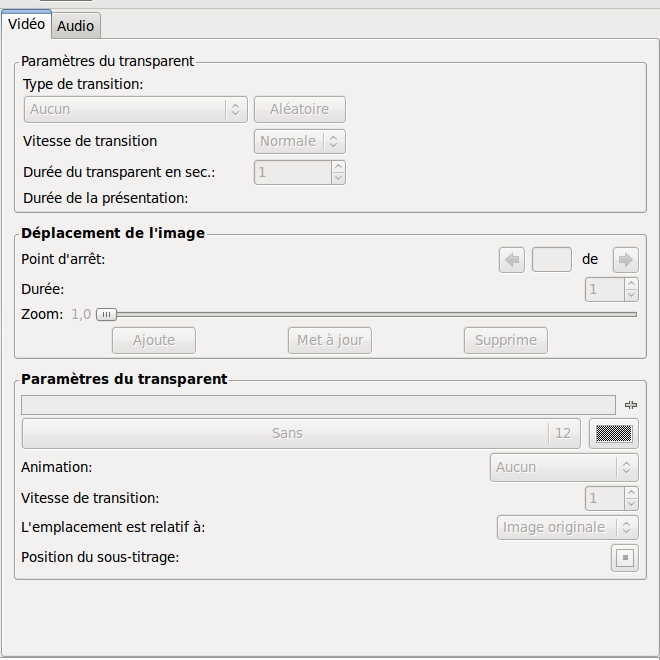 Vidéo Audio
Paramètres du transparent
Type de transition:
Aucun Aléatoire
Vitesse de transition Normale
Durée du transparent en sec.: 1
Durée de la présentation:
Déplacement de l'image
Point d'arrêt: de
Durée: 1
Zoom: 1,0
Ajoute Met à jour Supprime
Paramètres du transparent
Sans 12
Animation: Aucun
Vitesse de transition: 1
L'emplacement est relatif à: Image originale
Position du sous-titrage: